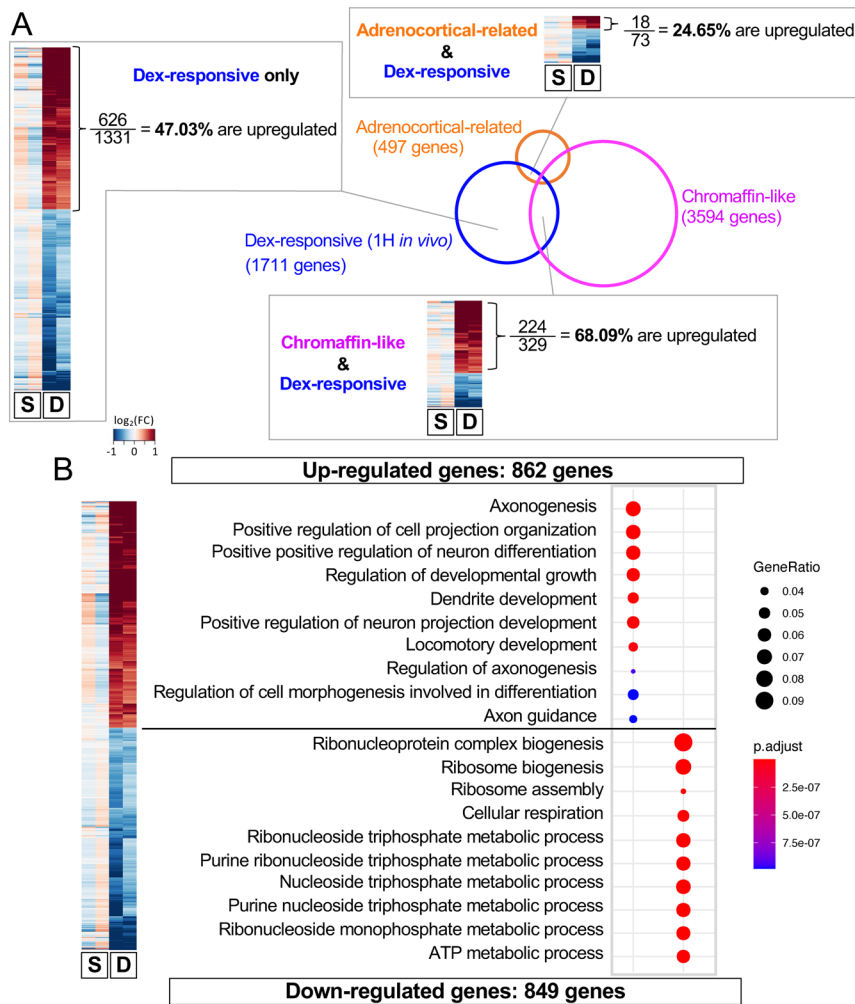 A
Adrenocortical-related
&
Dex-responsive
S D
18
73
= 24.65% are upregulated
Dex-responsive only
626
1331
= 47.03% are upregulated
S D
Adrenocortical-related
(497 genes)
Chromaffin-like
(3594 genes)
Dex-responsive (1H in vivo)
(1711 genes)
Chromaffin-like
&
Dex-responsive
S D
224
329
= 68.09% are upregulated
log2(FC)
-1 0 1
B
Up-regulated genes: 862 genes
Axonogenesis
Positive regulation of cell projection organization
Positive positive regulation of neuron differentiation
Regulation of developmental growth
Dendrite development
Positive regulation of neuron projection development
Locomotory development
Regulation of axonogenesis
Regulation of cell morphogenesis involved in differentiation
Axon guidance
Ribonucleoprotein complex biogenesis
Ribosome biogenesis
Ribosome assembly
Cellular respiration
Ribonucleoside triphosphate metabolic process
Purine ribonucleoside triphosphate metabolic process
Nucleoside triphosphate metabolic process
Purine nucleoside triphosphate metabolic process
Ribonucleoside monophosphate metabolic process
ATP metabolic process
S D
Down-regulated genes: 849 genes
GeneRatio
0.04
0.05
0.06
0.07
0.08
0.09
p.adjust
2.5e-07
5.0e-07
7.5e-07